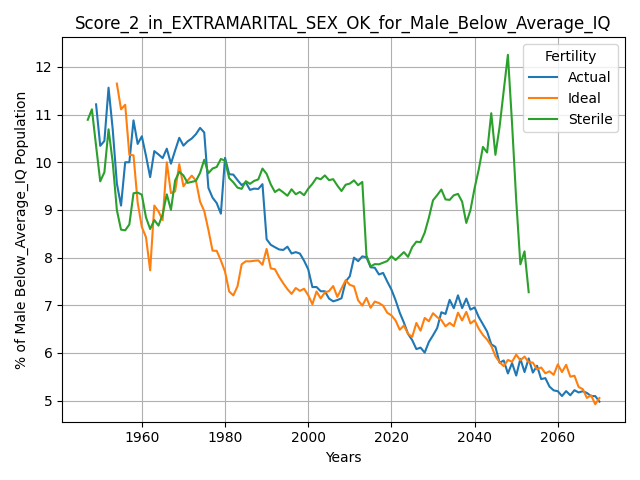 Score_2_in_EXTRAMARITAL_SEX_OK_for_Male_Below_Average_IQ
% of Male Below_Average_IQ Population
12
11
10
9
8
7
6
5
Fertility
Actual
Ideal
Sterile
1960
1980
2000
2020
2040
2060
Years